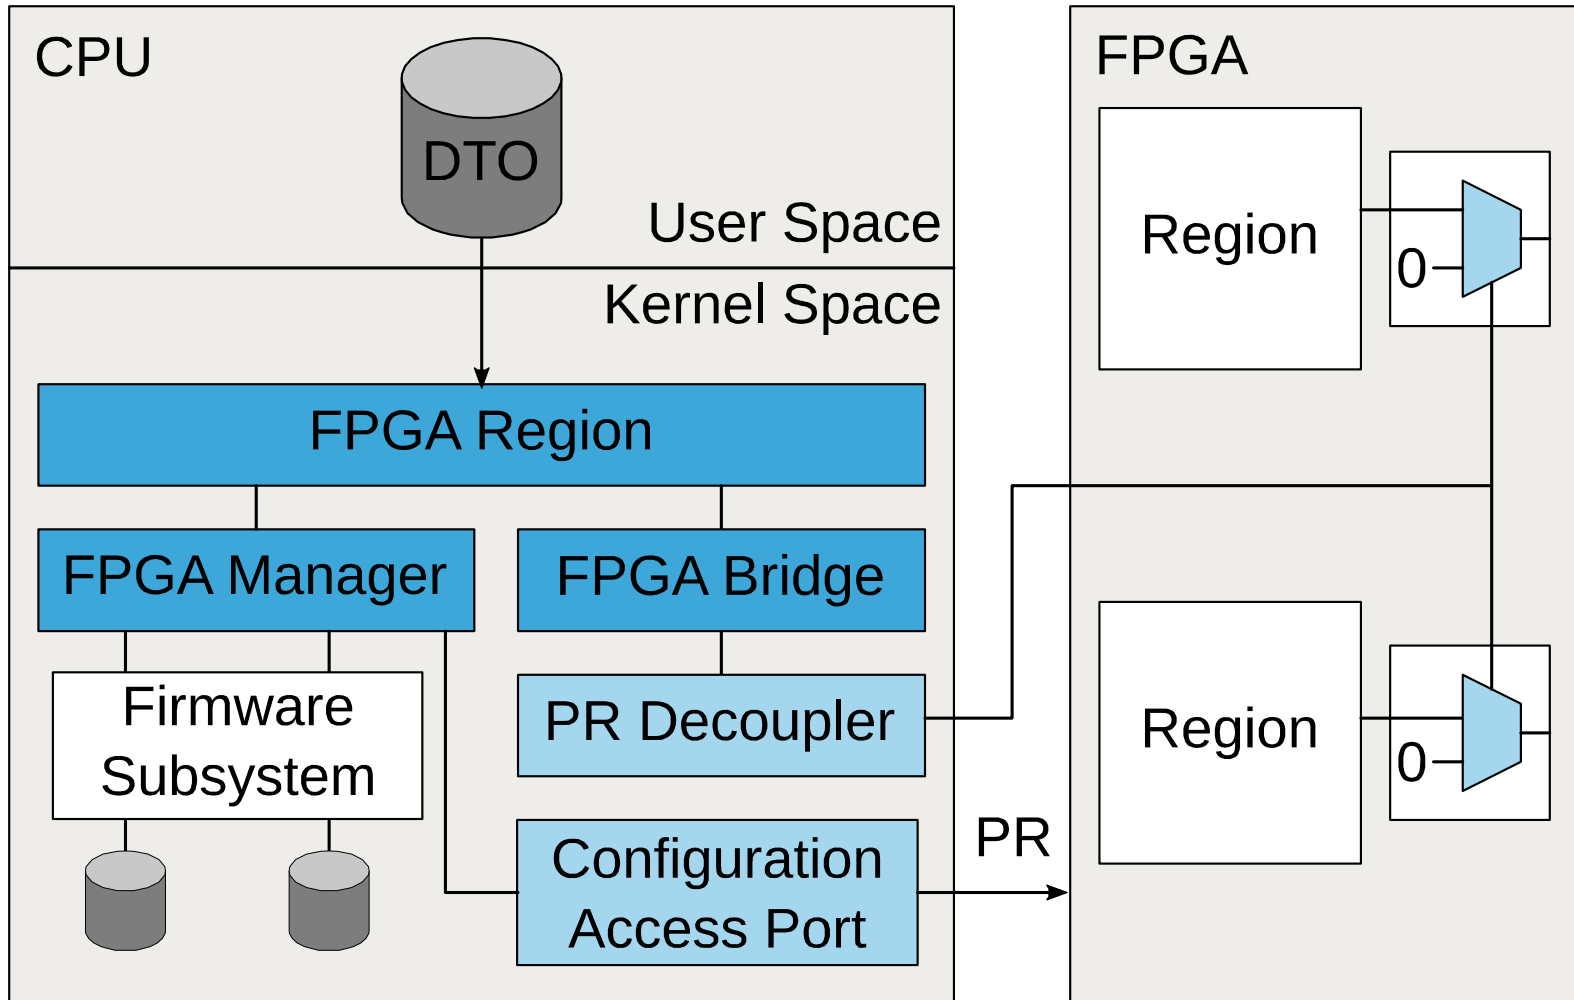 CPU
DTO
User Space
Kernel Space
FPGA Region
FPGA Manager
FPGA Bridge
Firmware
Subsystem
PR Decoupler
Configuration
Access Port
PR
FPGA
Region
0
Region
0